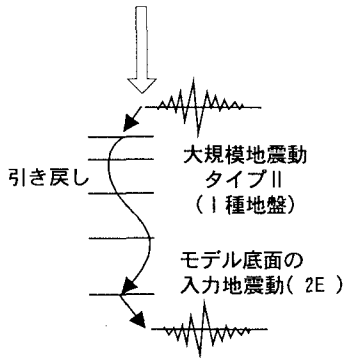 引き戻し
大規模地震動
タイプⅡ
(Ⅰ種地盤)
モデル底面の
入力地震動( 2E )